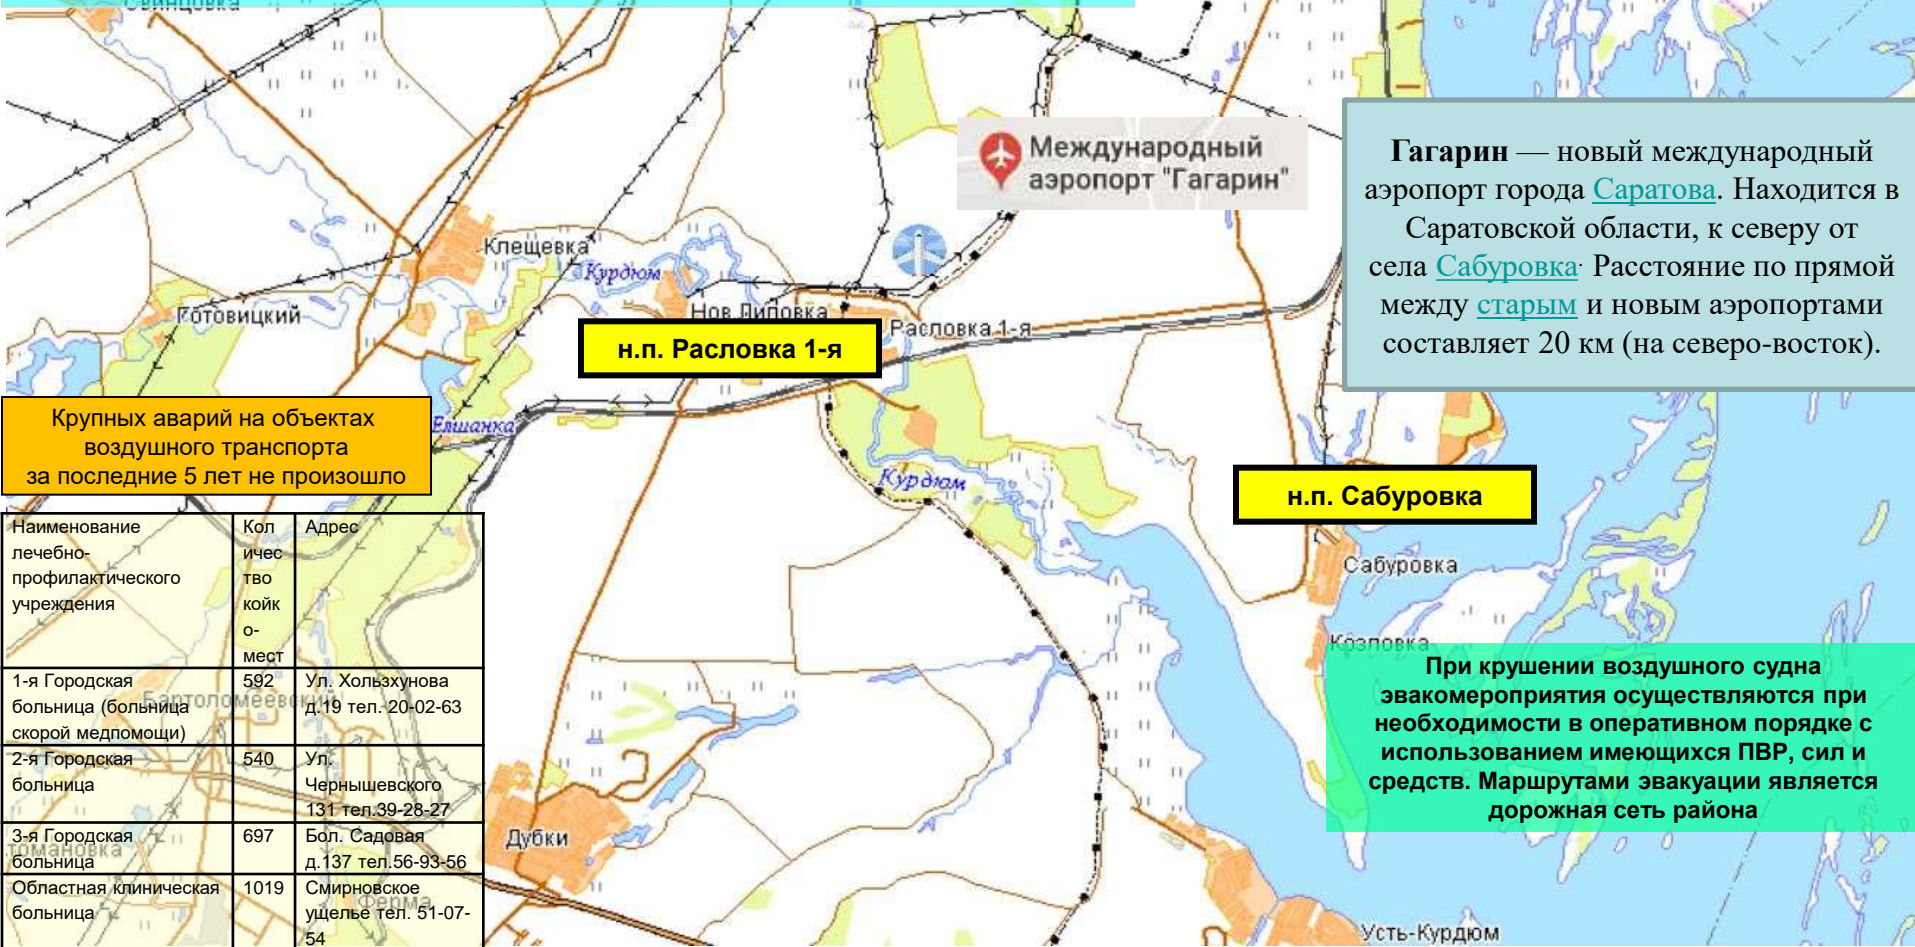 Свинцовка
Международный
аэропорт "Гагарин"
Гагарин — новый международный
аэропорт города Саратова. Находится в
Саратовской области, к северу от
села Сабуровка. Расстояние по прямой
между старым и новым аэропортами
составляет 20 км (на северо-восток).
Клещевка
Курдюм
Готовицкий
Нов.Липовка
Расловка 1-я
н.п. Расловка 1-я
Крупных аварий на объектах
воздушного транспорта
за последние 5 лет не произошло
Елшанка
Курдюм
н.п. Сабуровка
Сабуровка
Козловка
Наименование
лечебно-
профилактического
учреждения
Кол
ичес
тво
койк
о-
мест
Адрес
1-я Городская
больница (больница
скорой медпомощи)
592
Ул. Хользунова
д.19 тел. 20-02-63
2-я Городская
больница
540
Ул.
Чернышевского
131 тел.39-28-27
3-я Городская
больница
697
Бол. Садовая
д.137 тел.56-93-56
Областная клиническая
больница
1019
Смирновское
ущелье тел. 51-07-
54
Бартоломеевский
томановка
Ферма
Дубки
При крушении воздушного судна
эвакомероприятия осуществляются при
необходимости в оперативном порядке с
использованием имеющихся ПВР, сил и
средств. Маршрутами эвакуации является
дорожная сеть района
Усть-Курдюм